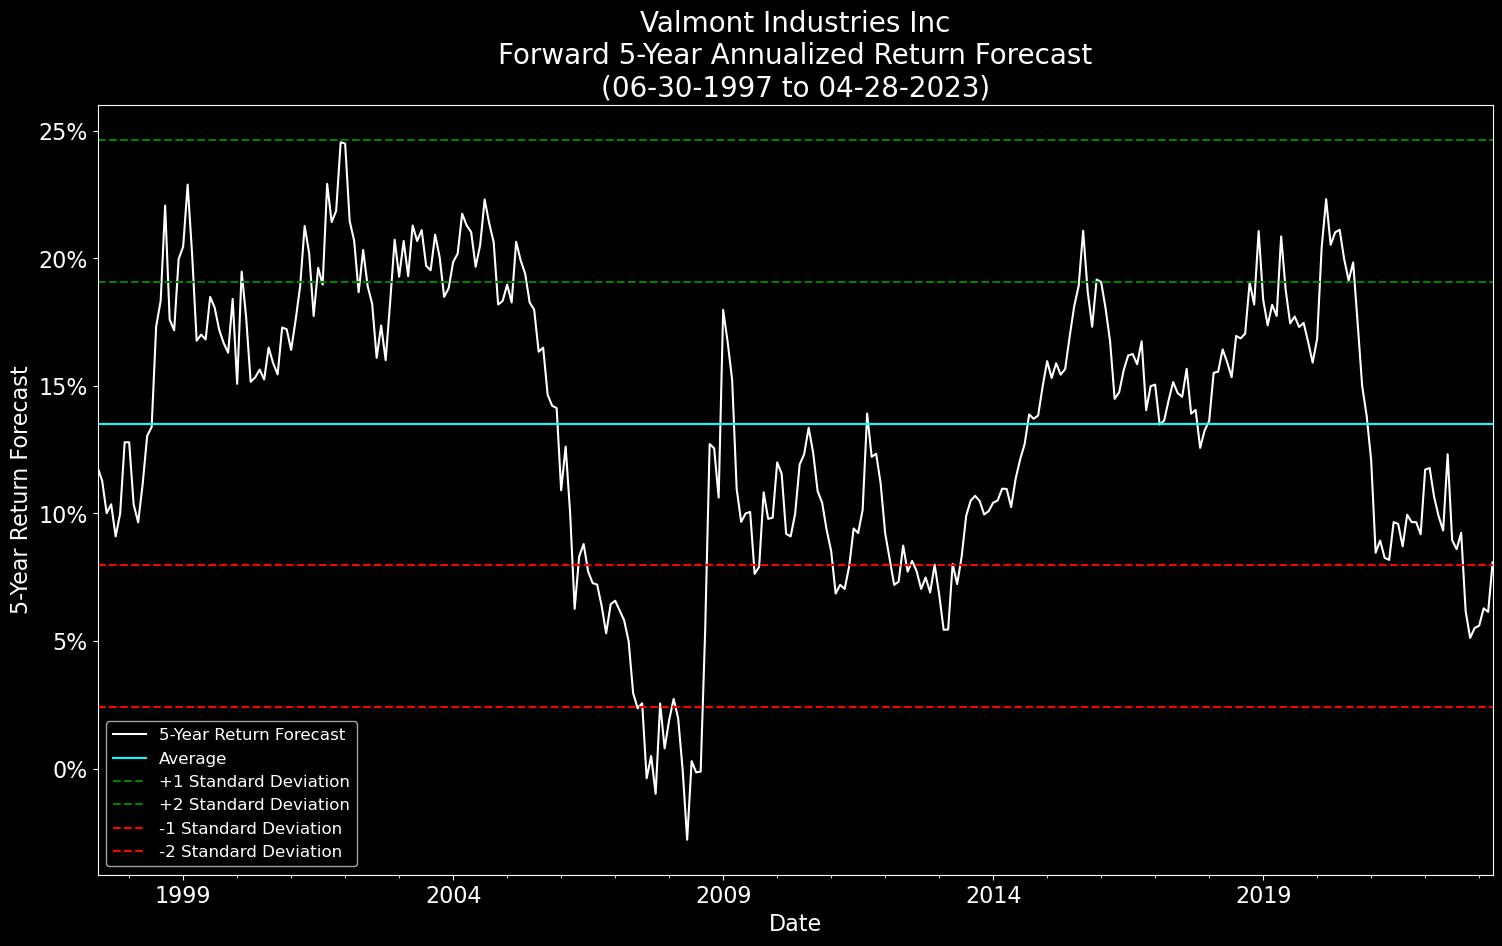 Valmont Industries Inc
Forward 5-Year Annualized Return Forecast
(06-30-1997 to 04-28-2023)
25%
20%
15%
10%
5%
0%
5-Year Return Forecast
5-Year Return Forecast
Average
+1 Standard Deviation
+2 Standard Deviation
-1 Standard Deviation
-2 Standard Deviation
1999
2004
2009
2014
2019
Date